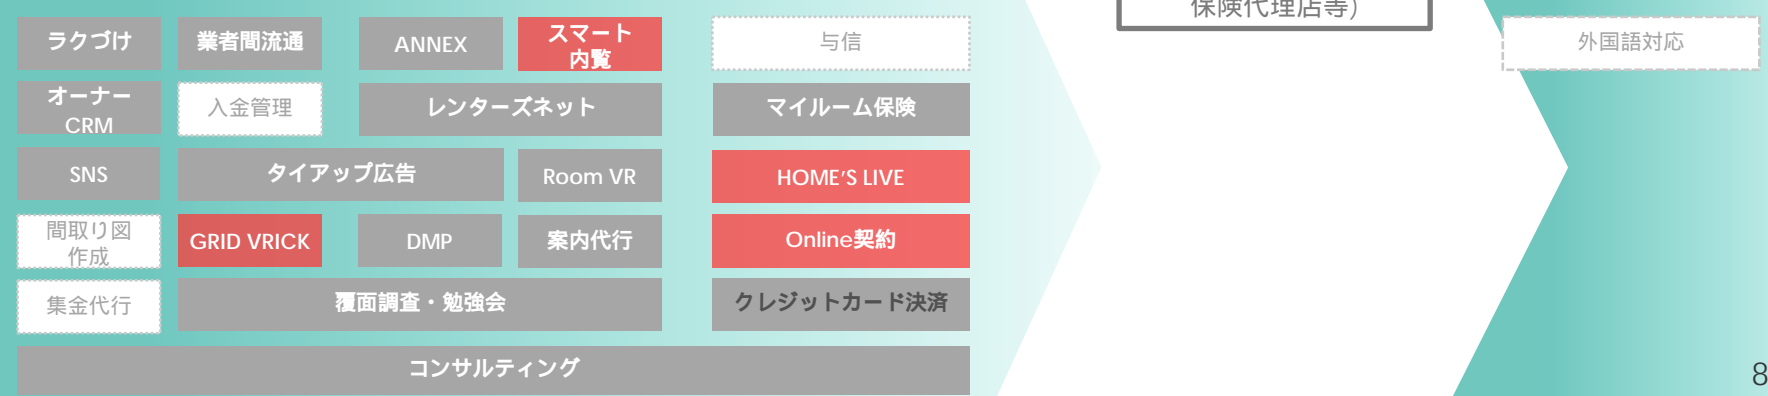 保険代理店等)
ラクづけ
業者間流通
ANNEX
スマート
内覧
与信
外国語対応
オーナー
CRM
入金管理
レンターズネット
マイルーム保険
SNS
タイアップ広告
Room VR
HOME'S LIVE
間取り図
作成
GRID VRICK
DMP
案内代行
Online契約
集金代行
覆面調査・勉強会
クレジットカード決済
コンサルティング
8